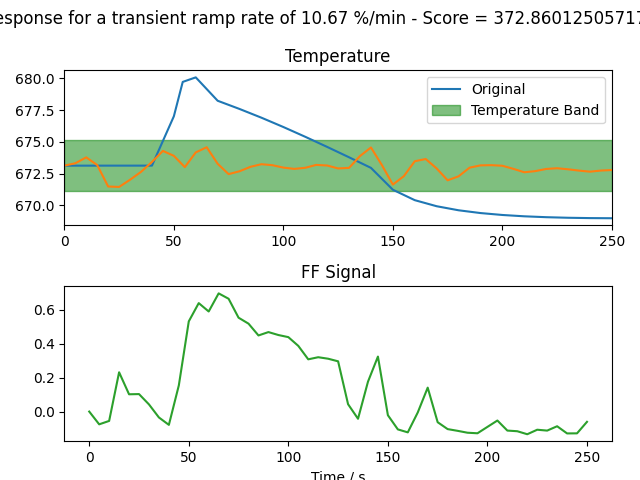 esponse for a transient ramp rate of 10.67 %/min - Score = 372.86012505717
Temperature
680.0
677.5
675.0
672.5
670.0
Original
Temperature Band
0 50 100 150 200 250
FF Signal
0.6
0.4
0.2
0.0
0 50 100 150 200 250
Time / s